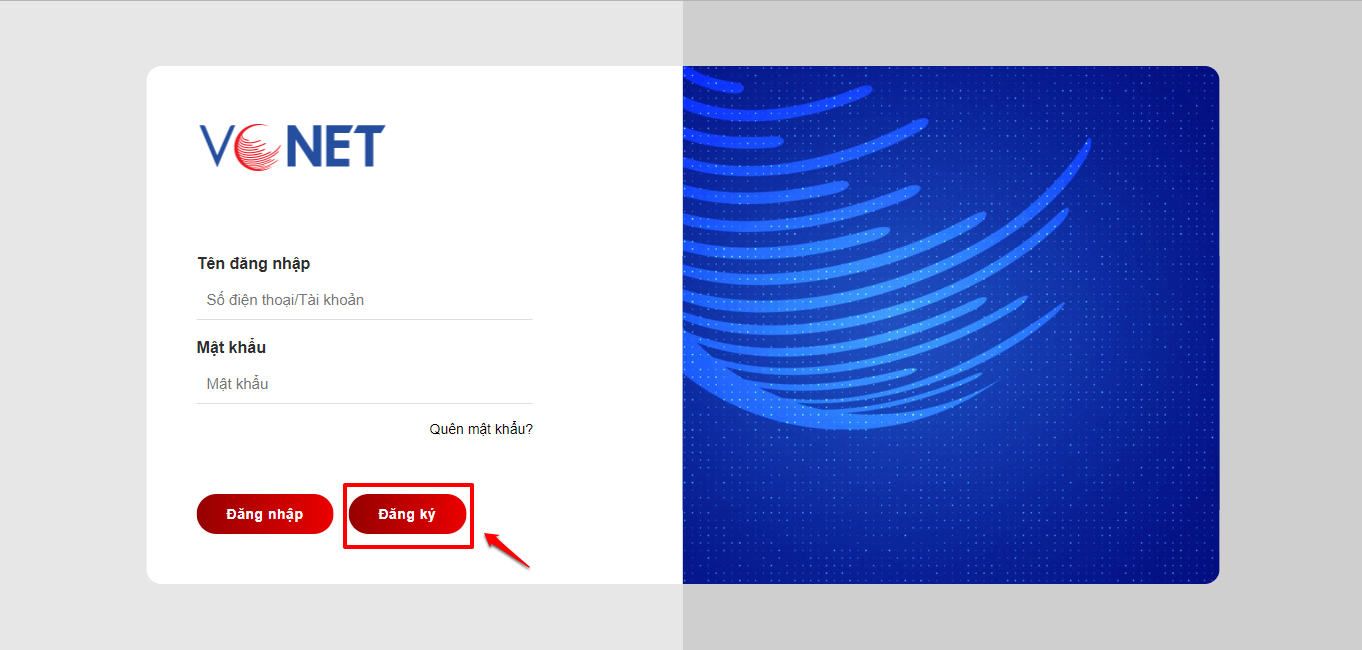 VCNET
Tên đăng nhập
Số điện thoại/Tài khoản
Mật khẩu
Mật khẩu
Quên mật khẩu?
Đăng nhập
Đăng ký